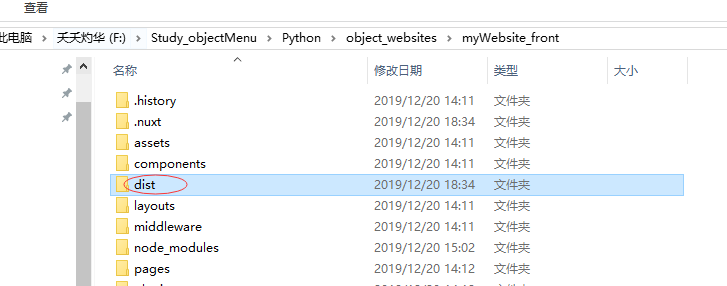 查看
此电脑 > 夭夭灼华 (F:) > Study_objectMenu > Python > object_websites > myWebsite_front
名称 修改日期 类型 大小
.history 2019/12/20 14:11 文件夹
.nuxt 2019/12/20 18:34 文件夹
assets 2019/12/20 14:11 文件夹
components 2019/12/20 14:11 文件夹
dist 2019/12/20 18:34 文件夹
layouts 2019/12/20 14:11 文件夹
middleware 2019/12/20 14:11 文件夹
node_modules 2019/12/20 15:02 文件夹
pages 2019/12/20 14:12 文件夹